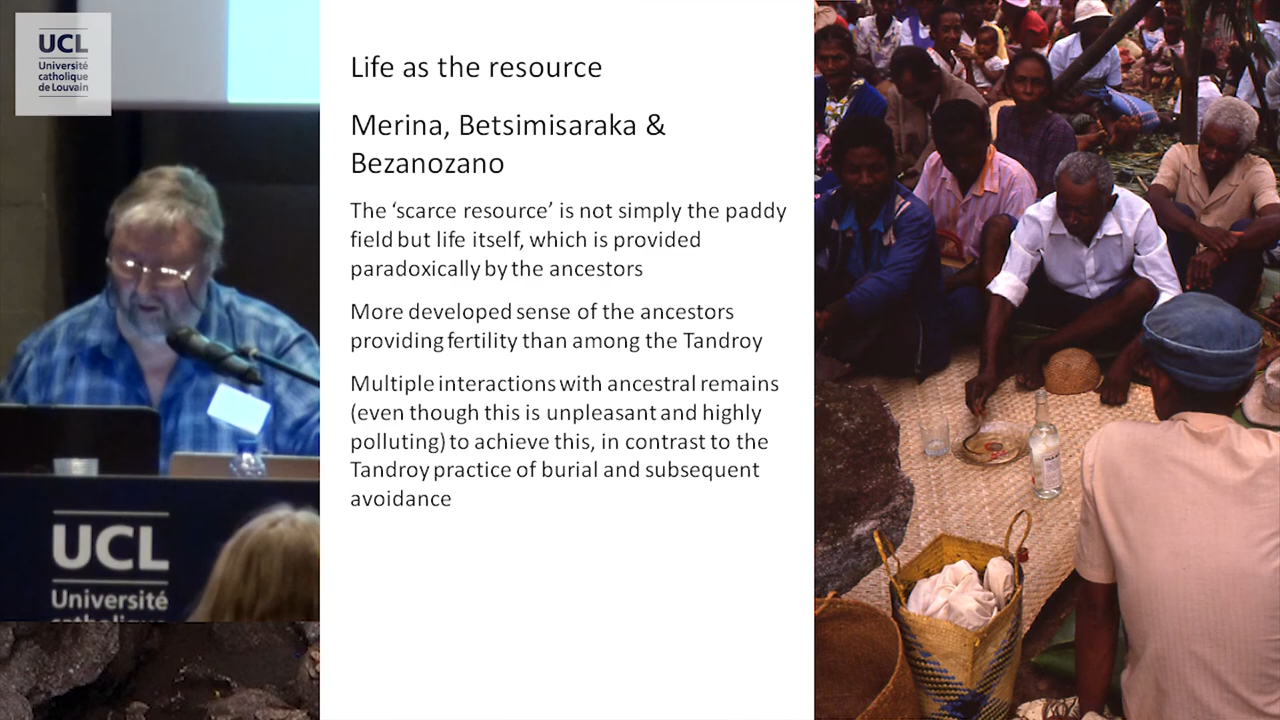 UCL
Université
catholique
de Louvain
Life as the resource
Merina, Betsimisaraka &
Bezanozano
The ‘scarce resource’ is not simply the paddy
field but life itself, which is provided
paradoxically by the ancestors
More developed sense of the ancestors
providing fertility than among the Tandroy
Multiple interactions with ancestral remains
(even though this is unpleasant and highly
polluting) to achieve this, in contrast to the
Tandroy practice of burial and subsequent
avoidance
UCL
Université
catholique